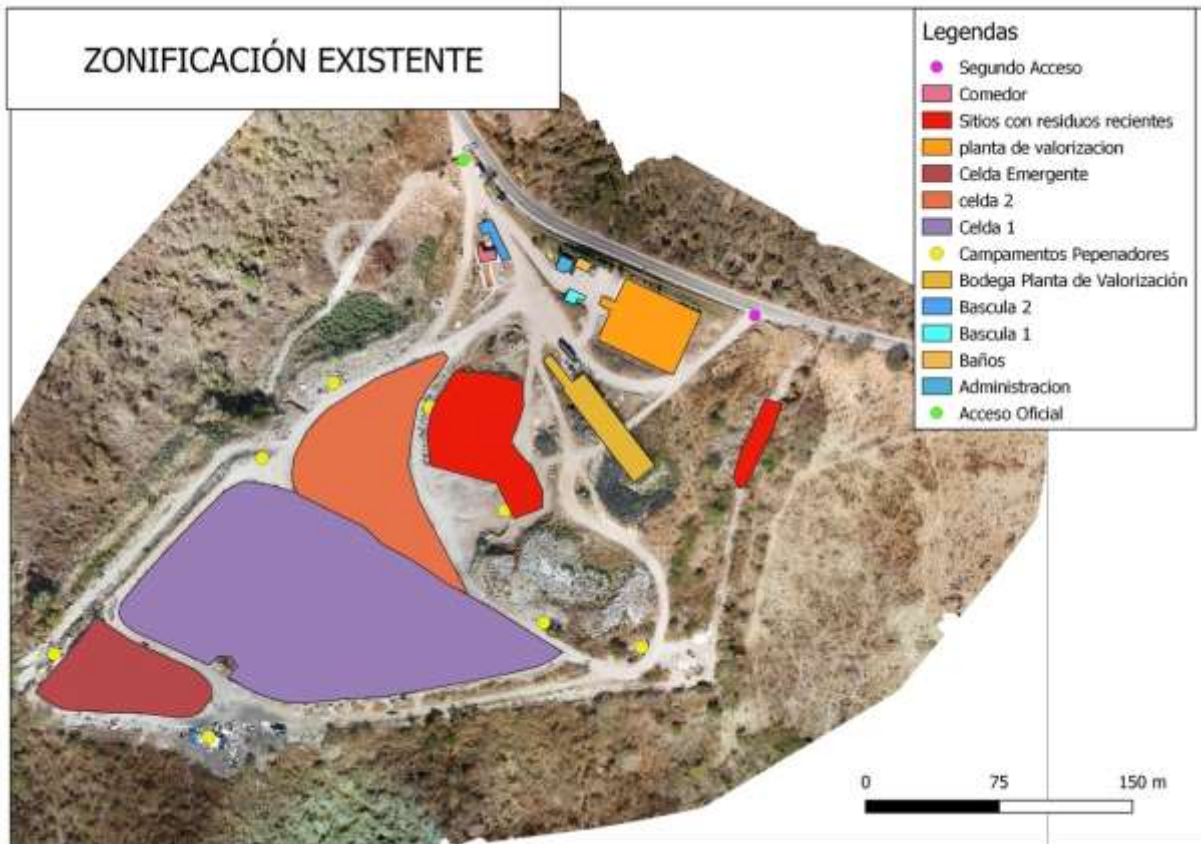 ZONIFICACIÓN EXISTENTE
Legendas
Segundo Acceso
Comedor
Sitios con residuos recientes
planta de valorizacion
Celda Emergente
celda 2
Celda 1
Campamentos Pepenadores
Bodega Planta de Valorización
Bascula 2
Bascula 1
Baños
Administracion
Acceso Oficial
0 75 150 m